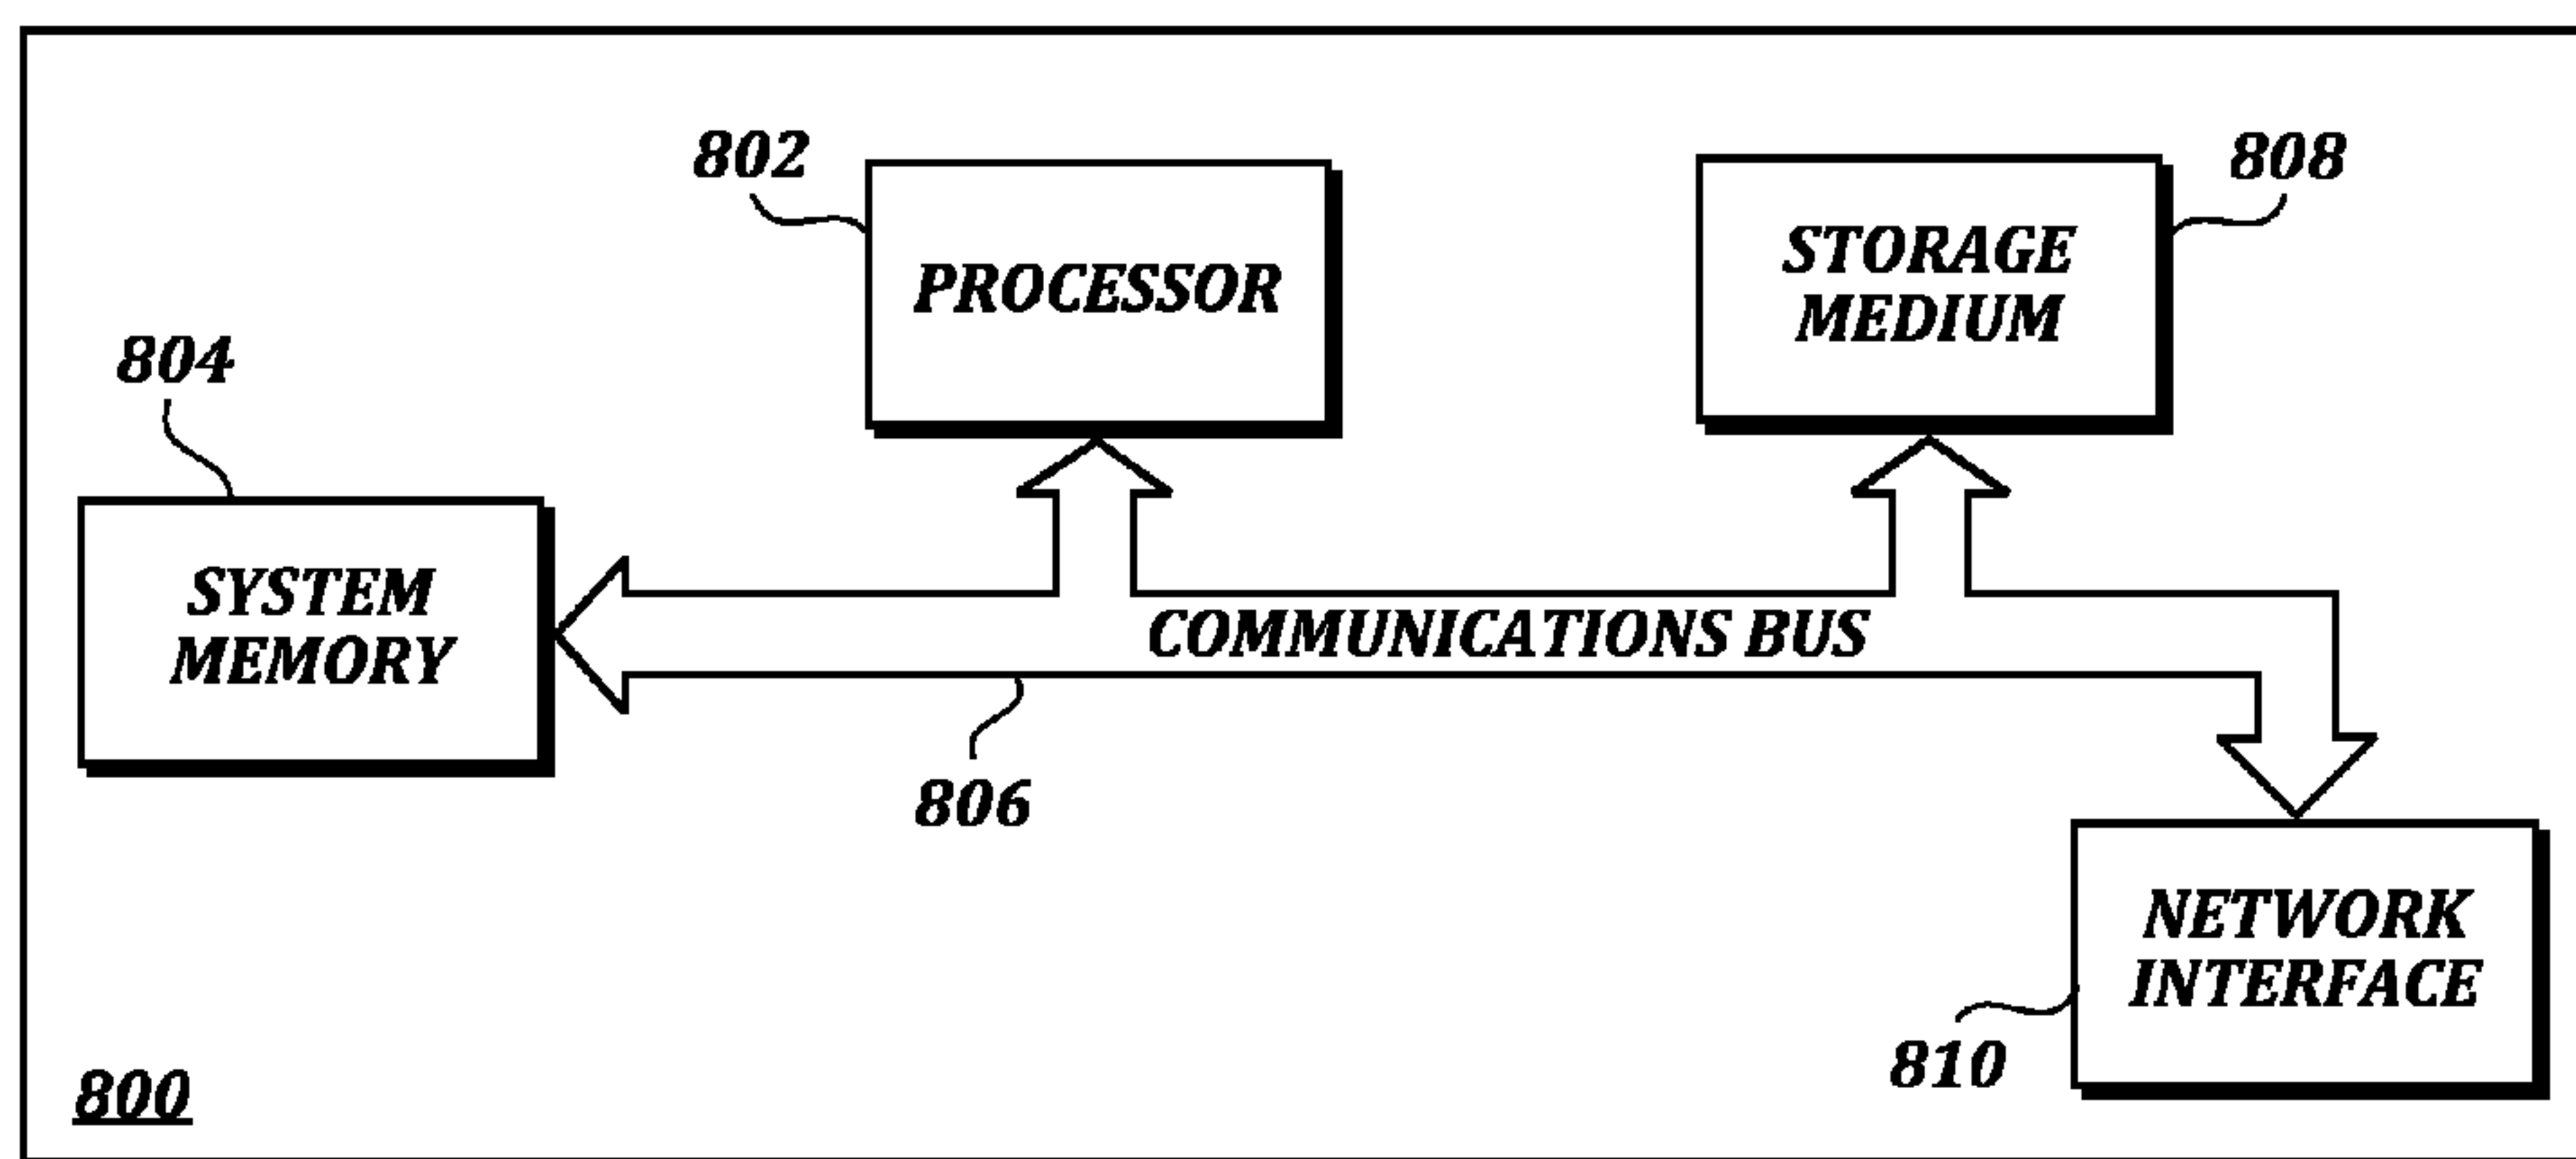 802
PROCESSOR
808
STORAGE
MEDIUM
804
SYSTEM
MEMORY
COMMUNICATIONS BUS
806
NETWORK
INTERFACE
810
800